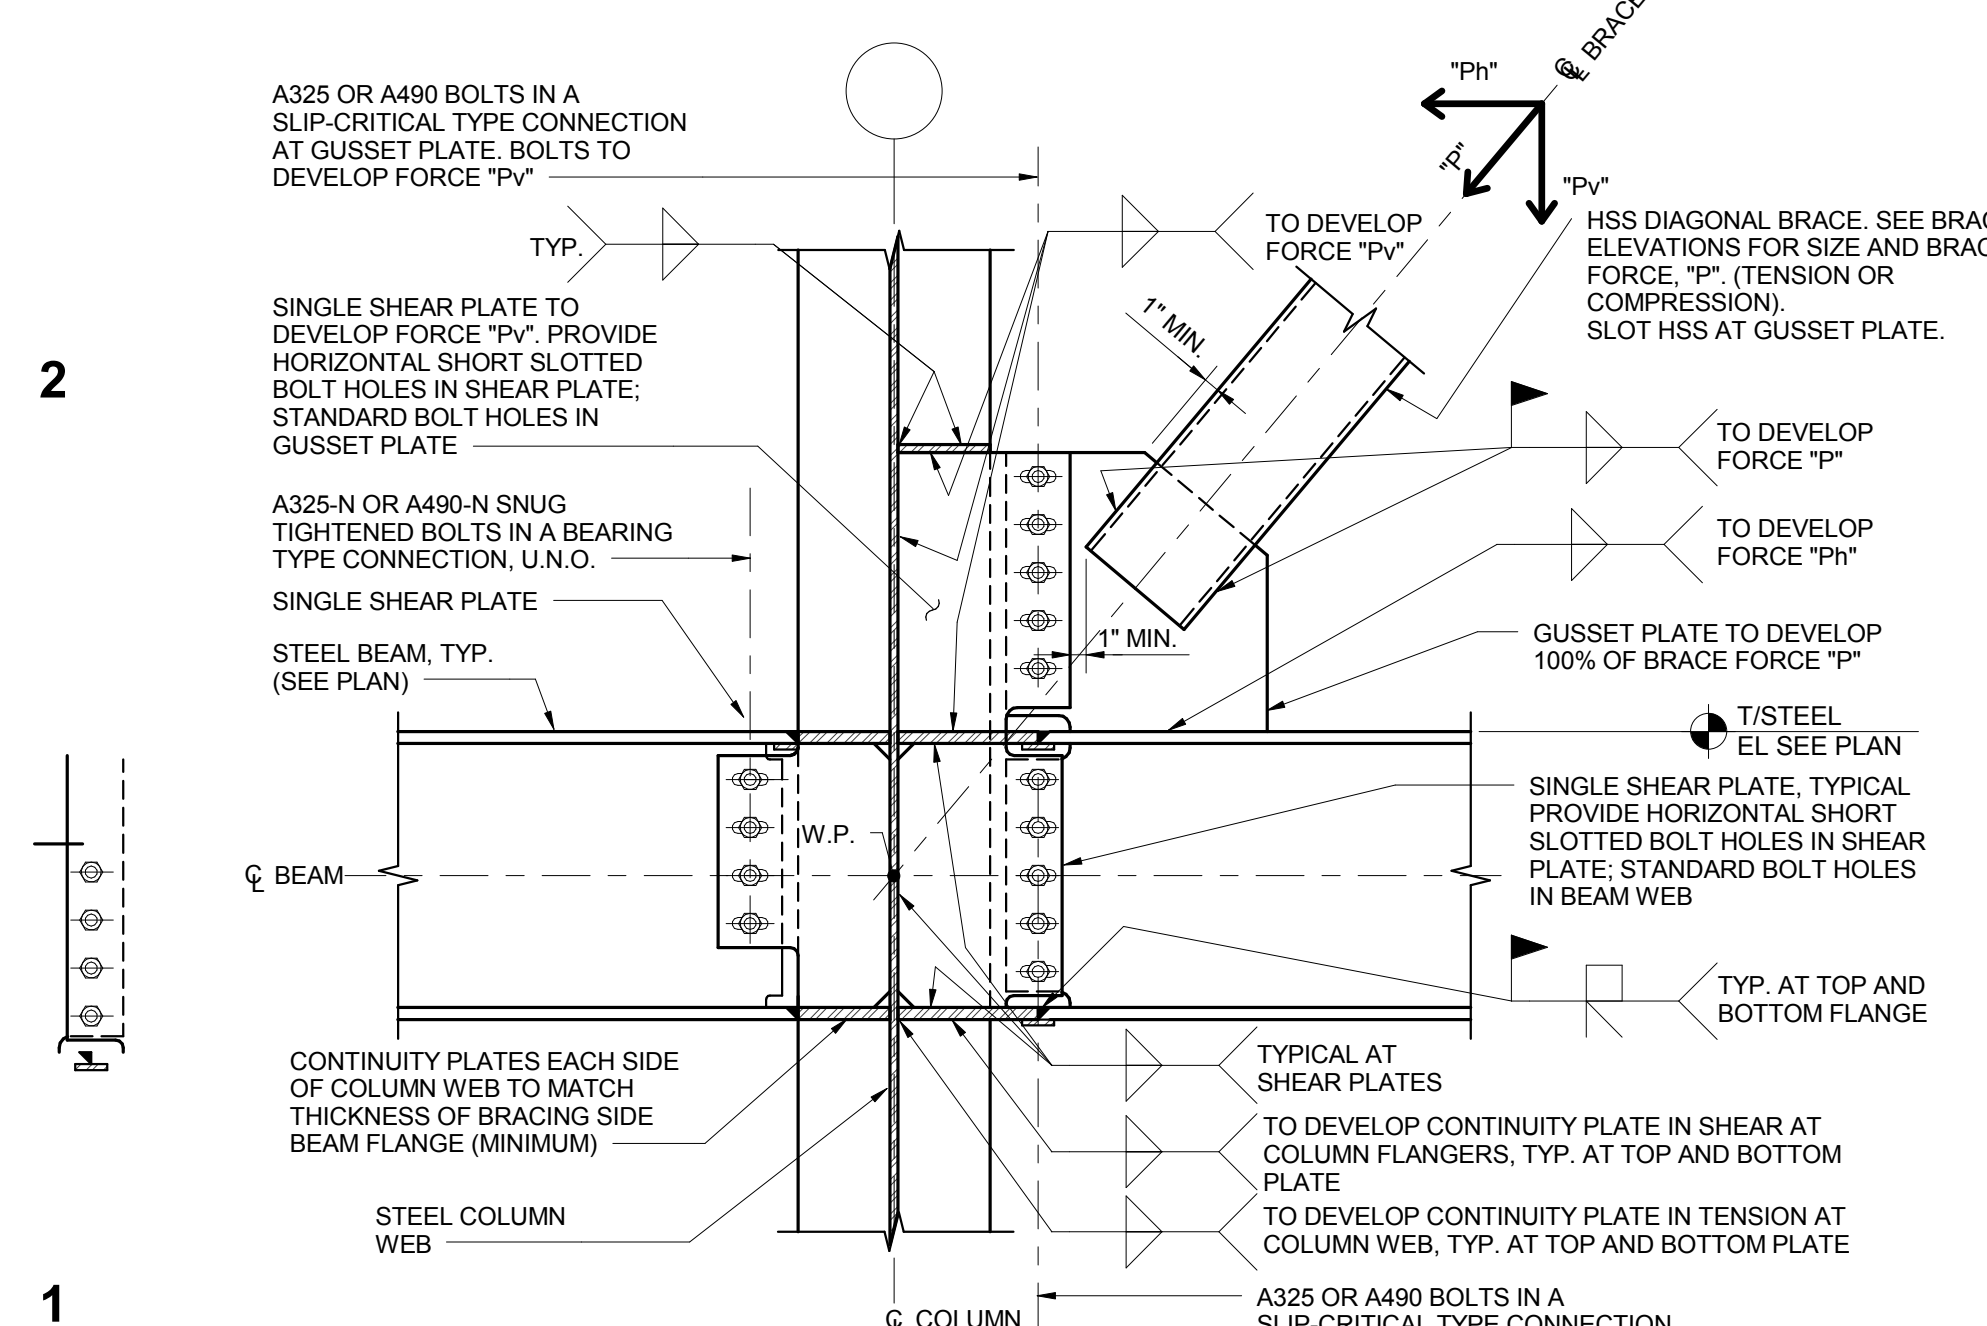 A325 OR A490 BOLTS IN A
SLIP-CRITICAL TYPE CONNECTION
AT GUSSET PLATE. BOLTS TO
DEVELOP FORCE "Pv"
TYP.
SINGLE SHEAR PLATE TO
DEVELOP FORCE "Pv". PROVIDE
HORIZONTAL SHORT SLOTTED
BOLT HOLES IN SHEAR PLATE;
STANDARD BOLT HOLES IN
GUSSET PLATE
2
A325-N OR A490-N SNUG
TIGHTENED BOLTS IN A BEARING
TYPE CONNECTION, U.N.O.
SINGLE SHEAR PLATE
STEEL BEAM, TYP.
(SEE PLAN)
℄ BEAM
W.P.
CONTINUITY PLATES EACH SIDE
OF COLUMN WEB TO MATCH
THICKNESS OF BRACING SIDE
BEAM FLANGE (MINIMUM)
STEEL COLUMN
WEB
1
℄ COLUMN
℄ BRACE
"Ph"
"P"
"Pv"
TO DEVELOP
FORCE "Pv"
HSS DIAGONAL BRACE. SEE BRAC
ELEVATIONS FOR SIZE AND BRAC
FORCE, "P". (TENSION OR
COMPRESSION).
SLOT HSS AT GUSSET PLATE.
1" MIN.
TO DEVELOP
FORCE "P"
TO DEVELOP
FORCE "Ph"
1" MIN.
GUSSET PLATE TO DEVELOP
100% OF BRACE FORCE "P"
T/STEEL
EL SEE PLAN
SINGLE SHEAR PLATE, TYPICAL
PROVIDE HORIZONTAL SHORT
SLOTTED BOLT HOLES IN SHEAR
PLATE; STANDARD BOLT HOLES
IN BEAM WEB
TYP. AT TOP AND
BOTTOM FLANGE
TYPICAL AT
SHEAR PLATES
TO DEVELOP CONTINUITY PLATE IN SHEAR AT
COLUMN FLANGERS, TYP. AT TOP AND BOTTOM
PLATE
TO DEVELOP CONTINUITY PLATE IN TENSION AT
COLUMN WEB, TYP. AT TOP AND BOTTOM PLATE
A325 OR A490 BOLTS IN A
SLIP-CRITICAL TYPE CONNECTION